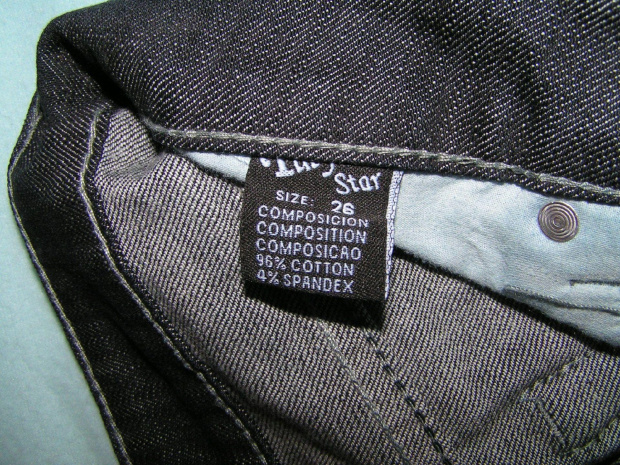 Star
SIZE: 26
COMPOSICION
COMPOSITION
COMPOSICAO
96% COTTON
4% SPANDEX